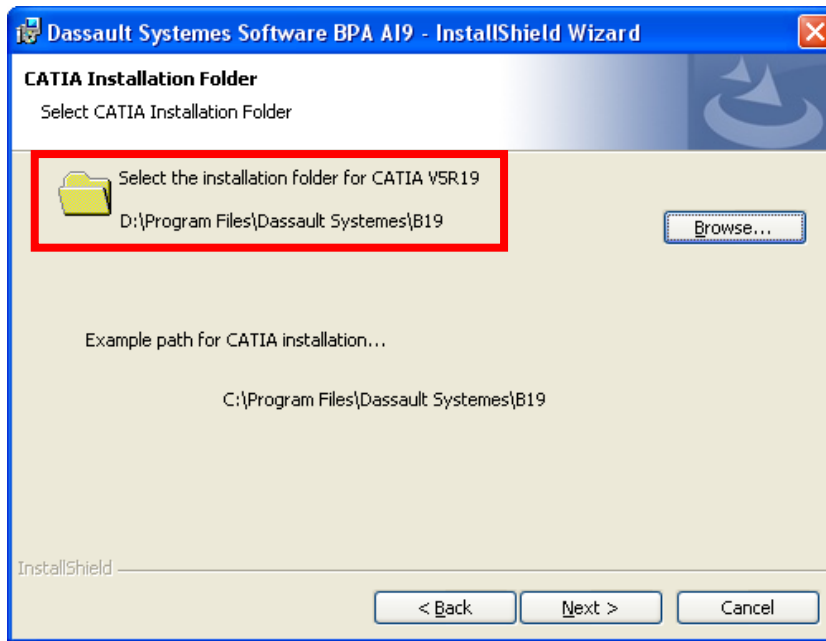 Dassault Systemes Software BPA AI9 - InstallShield Wizard
CATIA Installation Folder
Select CATIA Installation Folder
Select the installation folder for CATIA V5R19
D:\Program Files\Dassault Systemes\B19
Browse...
Example path for CATIA installation...
C:\Program Files\Dassault Systemes\B19
InstallShield
< Back
Next >
Cancel